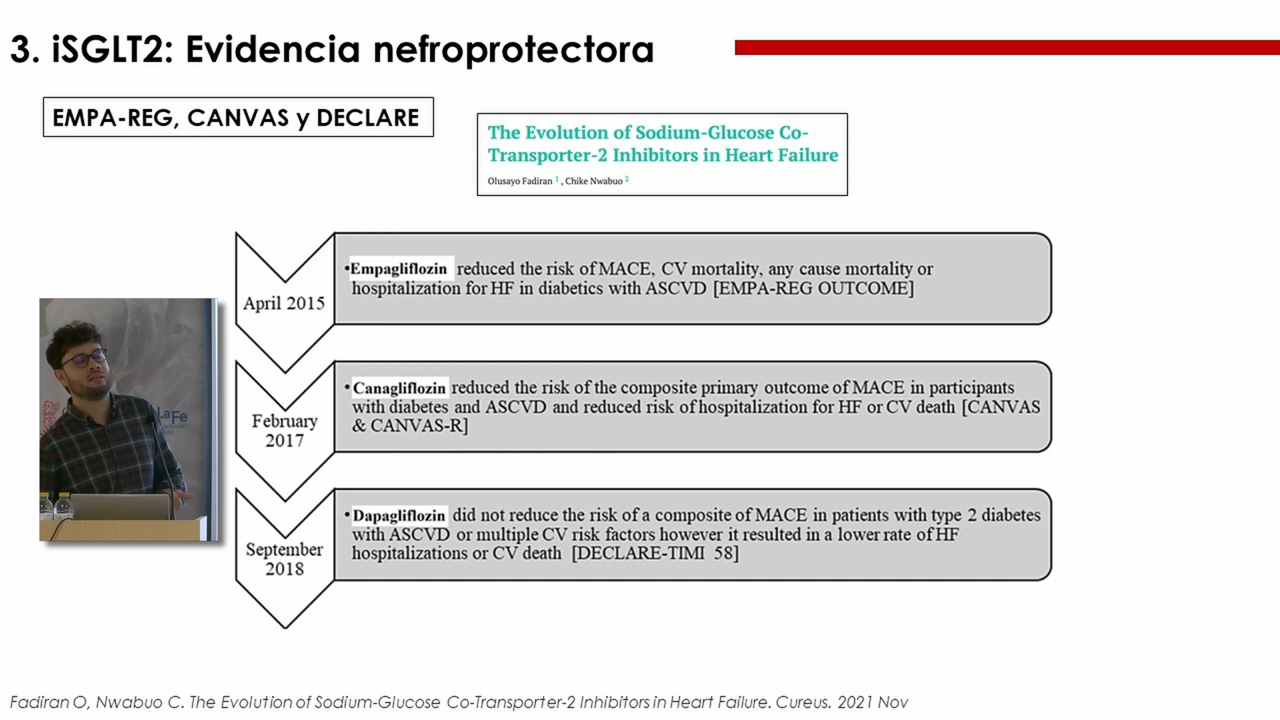 3. iSGLT2: Evidencia nefroprotectora
EMPA-REG, CANVAS y DECLARE
The Evolution of Sodium-Glucose Co-
Transporter-2 Inhibitors in Heart Failure
Olusayo Fadiran 1 , Chike Nwabuo 2
April 2015
•Empagliflozin reduced the risk of MACE, CV mortality, any cause mortality or
hospitalization for HF in diabetics with ASCVD [EMPA-REG OUTCOME]
February
2017
•Canagliflozin reduced the risk of the composite primary outcome of MACE in participants
with diabetes and ASCVD and reduced risk of hospitalization for HF or CV death [CANVAS
& CANVAS-R]
September
2018
•Dapagliflozin did not reduce the risk of a composite of MACE in patients with type 2 diabetes
with ASCVD or multiple CV risk factors however it resulted in a lower rate of HF
hospitalizations or CV death [DECLARE-TIMI 58]
LaFe
Fadiran O, Nwabuo C. The Evolution of Sodium-Glucose Co-Transporter-2 Inhibitors in Heart Failure. Cureus. 2021 Nov